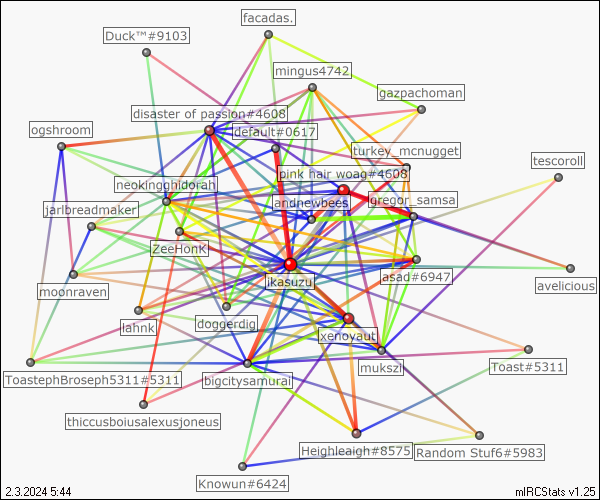 facadas.
Duck™#9103
mingus4742
gazpachoman
disaster of passion#4608
default#0617
ogshroom
turkey_mcnugget
tescoroll
pink hair woag#4608
neokingghidorah
andnewbees
gregor_samsa
jarlbreadmaker
ZeeHonK
asad#6947
moonraven
ikasuzu
avelicious
lahnk
doggerdig
xenoyaut
mukszi
Toast#5311
ToastephBroseph5311#5311
bigcitysamurai
thiccusboiusalexusjoneus
Heighleaigh#8575
Random Stuf6#5983
Knowun#6424
2.3.2024 5:44
mIRCStats v1.25